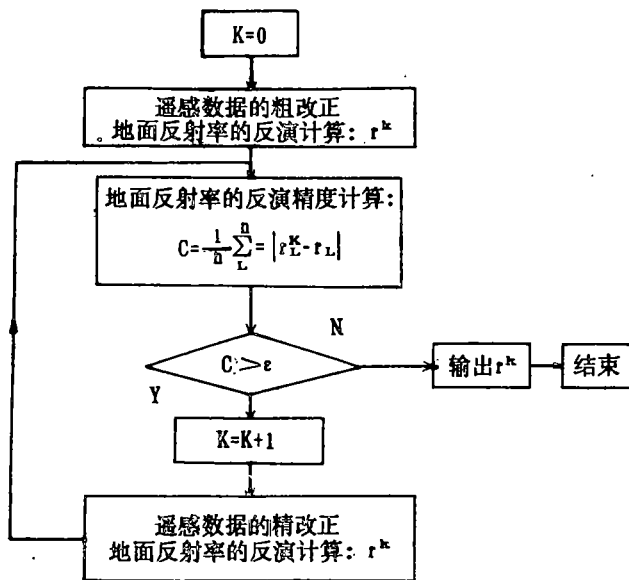 K=0
遥感数据的粗改正
地面反射率的反演计算: r^k
地面反射率的反演精度计算:
C=\frac{1}{n}\sum_{L}^{n}=|r_L^K-r_L|
N
C>ε
输出r^k
结束
Y
K=K+1
遥感数据的精改正
地面反射率的反演计算: r^k